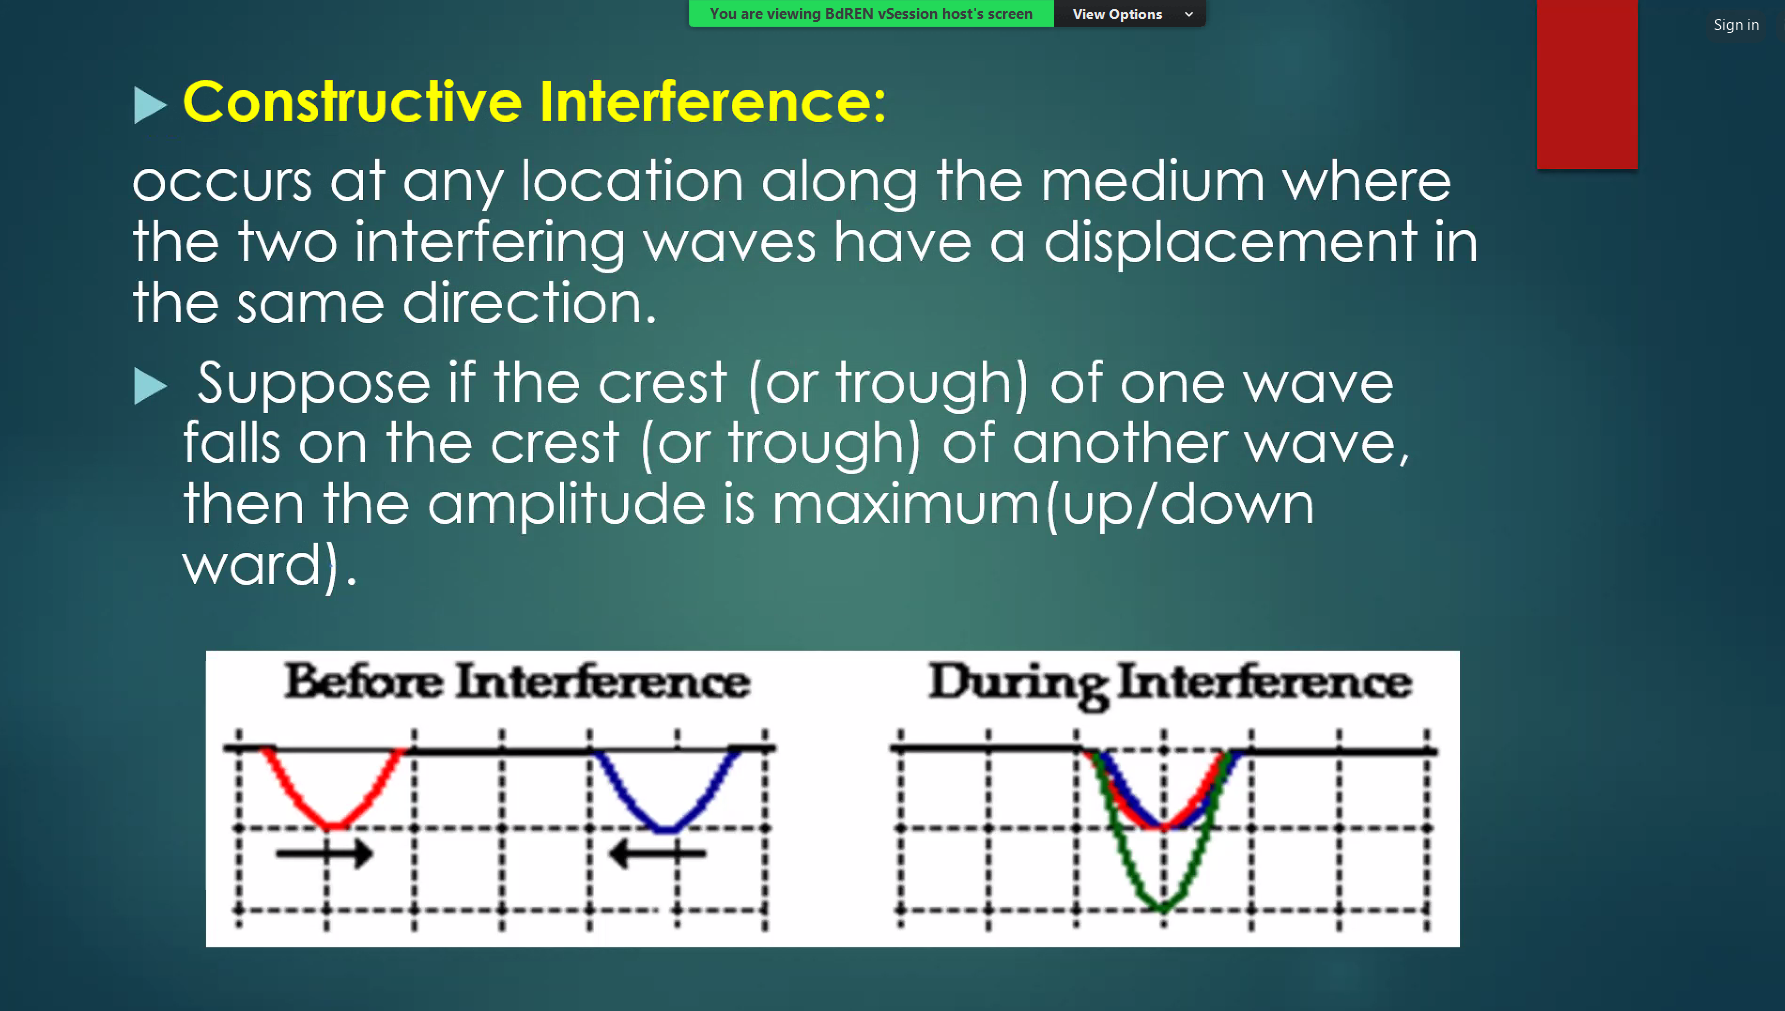 You are viewing BdREN vSession host's screen
View Options
Sign in
Constructive Interference:
occurs at any location along the medium where
the two interfering waves have a displacement in
the same direction.
Suppose if the crest (or trough) of one wave
falls on the crest (or trough) of another wave,
then the amplitude is maximum(up/down
ward).
Before Interference
During Interference